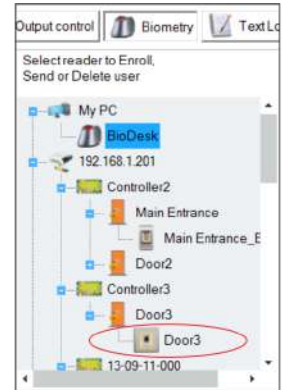 Output control Biometry Text Lo
Select reader to Enroll,
Send or Delete user
My PC
BioDesk
192.168.1.201
Controller2
Main Entrance
Main Entrance_E
Door2
Controller3
Door3
Door3
13-09-11-000